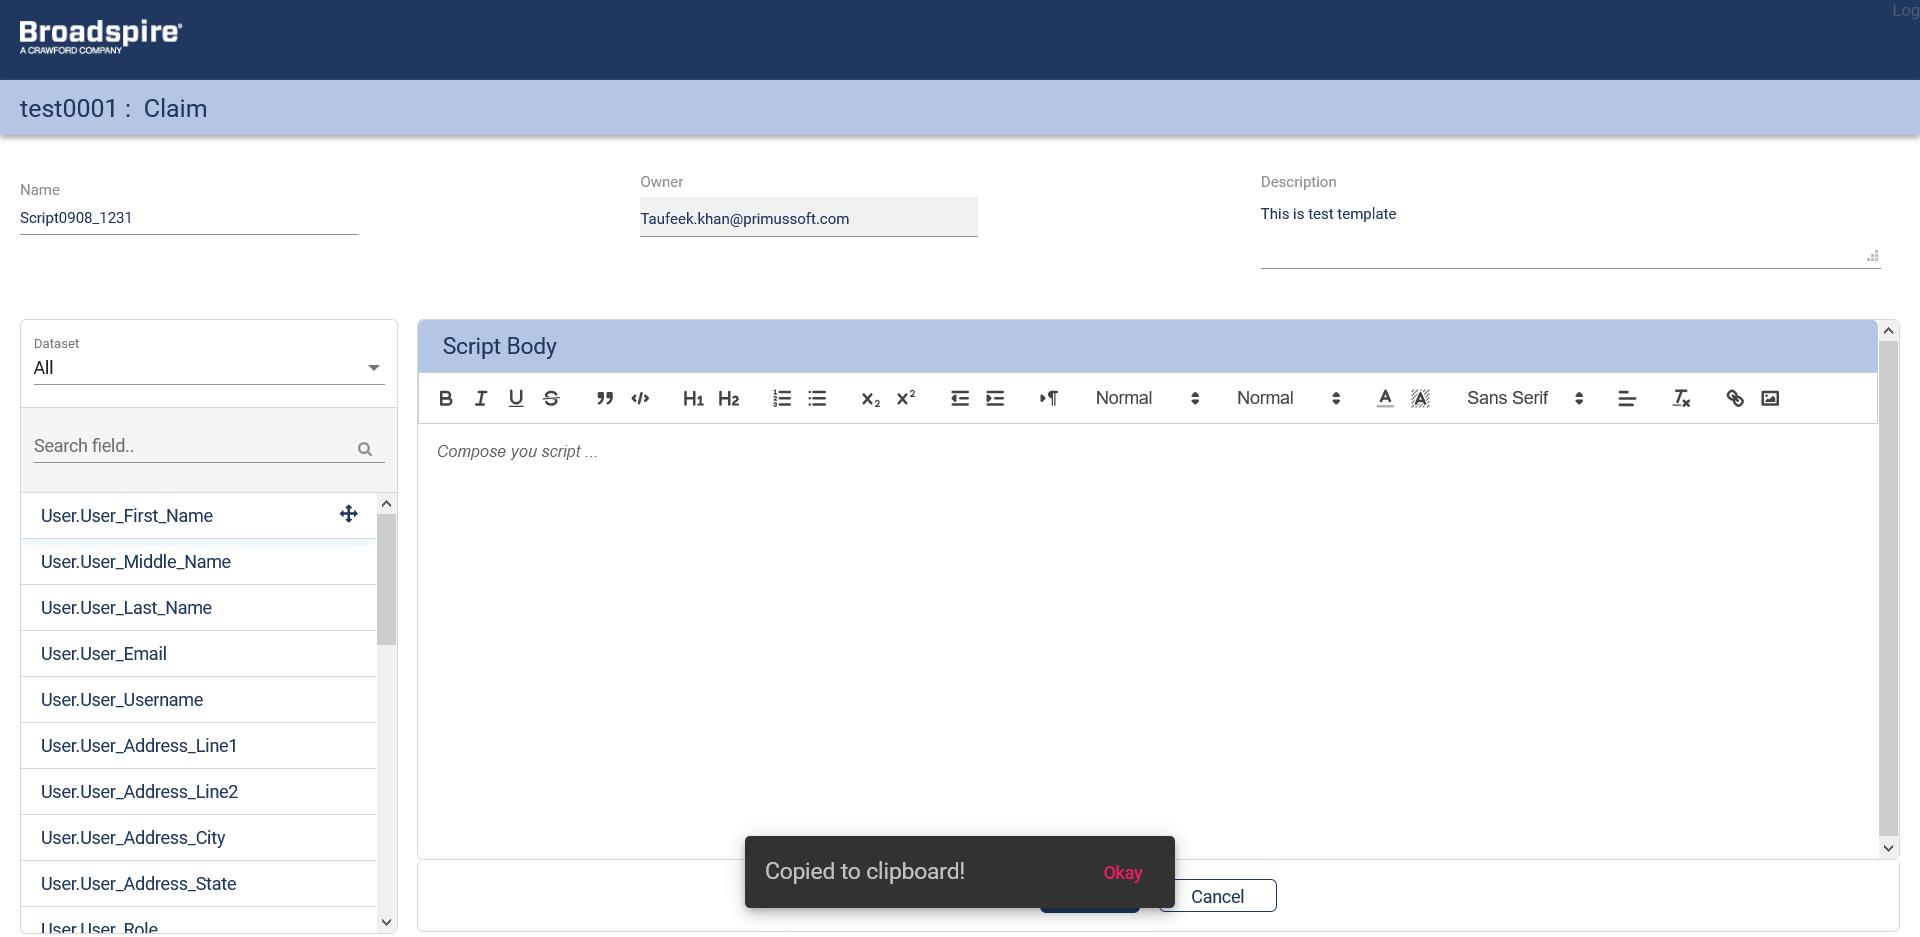 Log
Broadspire®
A CRAWFORD COMPANY
test0001 : Claim
Name
Script0908_1231
Owner
Taufeek.khan@primussoft.com
Description
This is test template
Dataset
All
Search field..
User.User_First_Name
User.User_Middle_Name
User.User_Last_Name
User.User_Email
User.User_Username
User.User_Address_Line1
User.User_Address_Line2
User.User_Address_City
User.User_Address_State
User.User_Role
Script Body
B I U S H1 H2 x2 x2 Normal Normal A A Sans Serif Tx
Compose you script ...
Copied to clipboard! Okay
Cancel